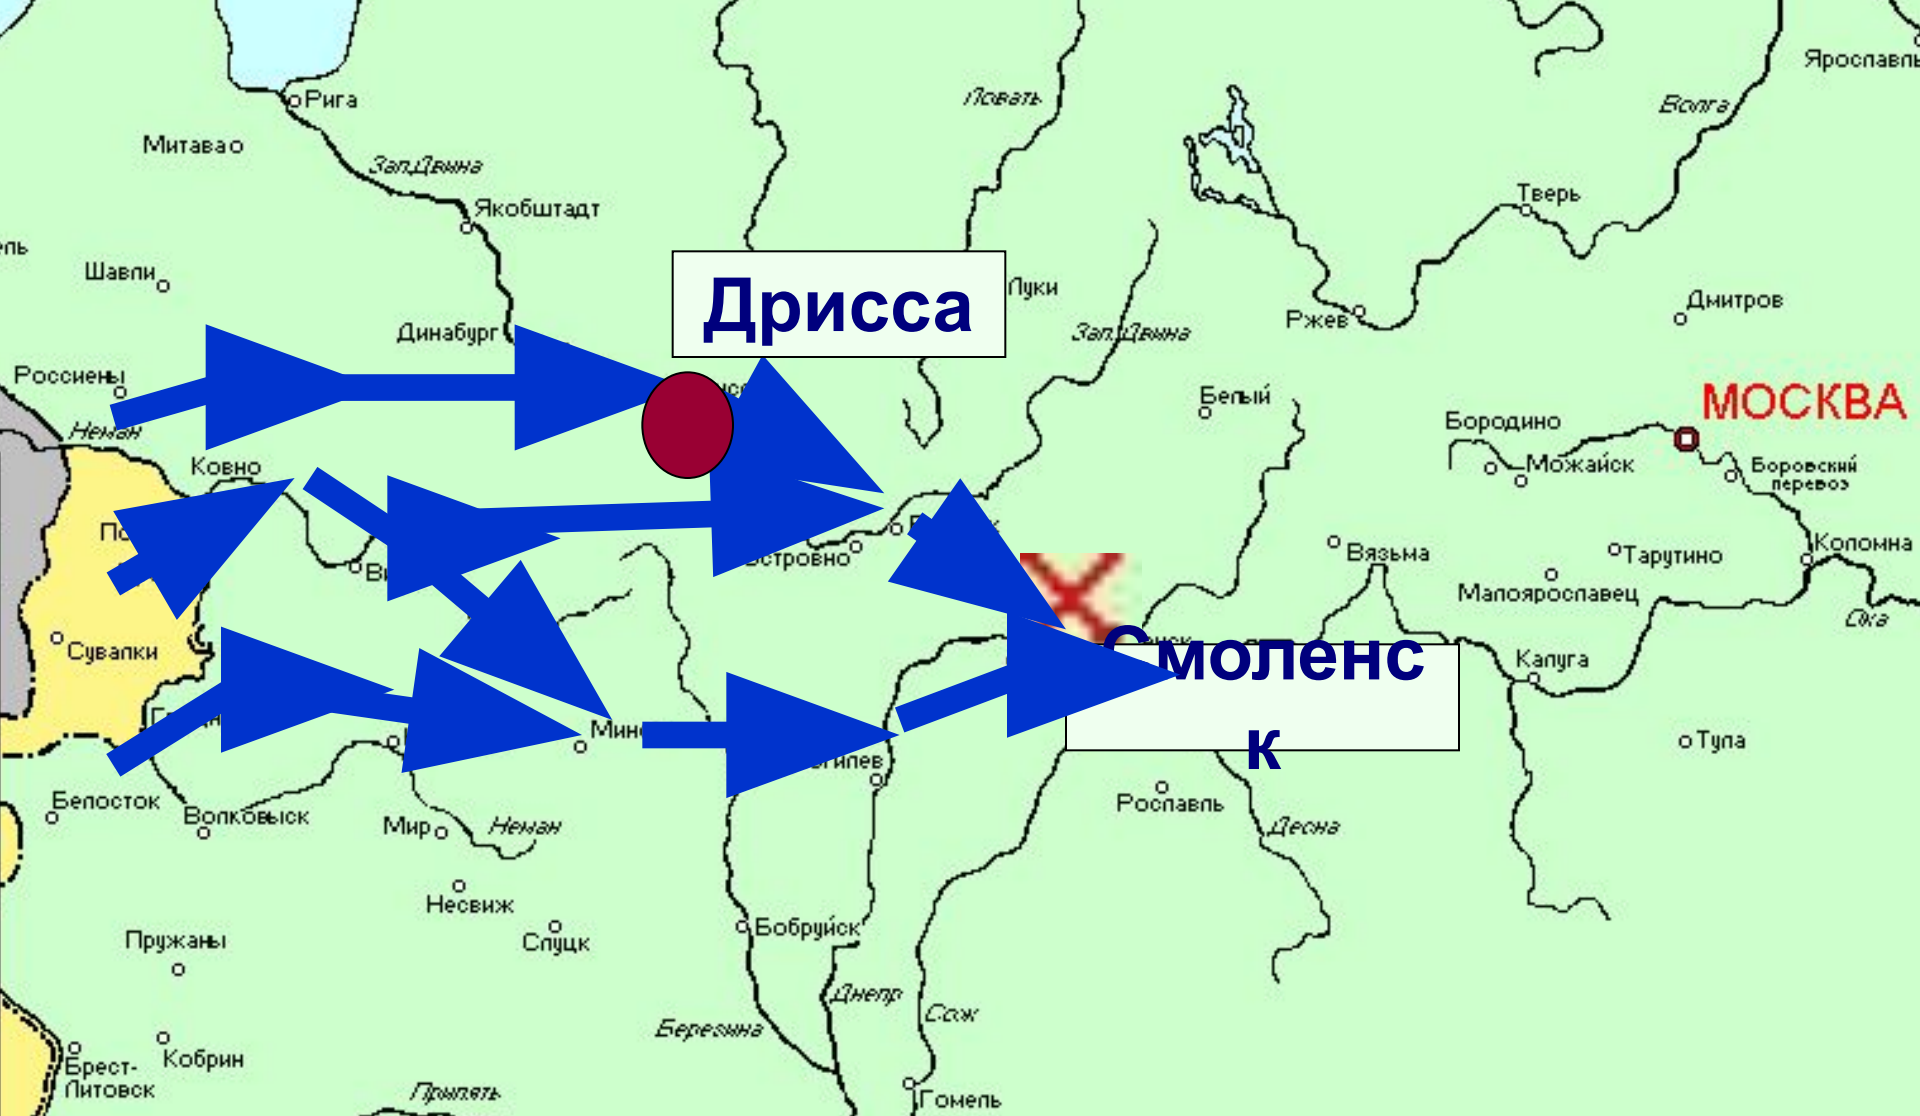 Ярославль
Рига
Ловать
Волга
Митава
Зап.Двина
Тверь
Якобштадт
Шавли
Дрисса
Луки
Дмитров
Динабург
Зап.Двина
Ржев
Россиены
Белый
МОСКВА
Неман
Бородино
Ковно
Можайск
Боровский
перевоз
Островно
Вязьма
Тарутино
Коломна
Малоярославец
Ока
Сувалки
Смоленс
к
Калуга
Тула
Белосток
Волковыск
Мир
Неман
Рославль
Десна
Несвиж
Слуцк
Бобруйск
Пружаны
Днепр
Сож
Березина
Брест-
Литовск
Кобрин
Припять
Гомель